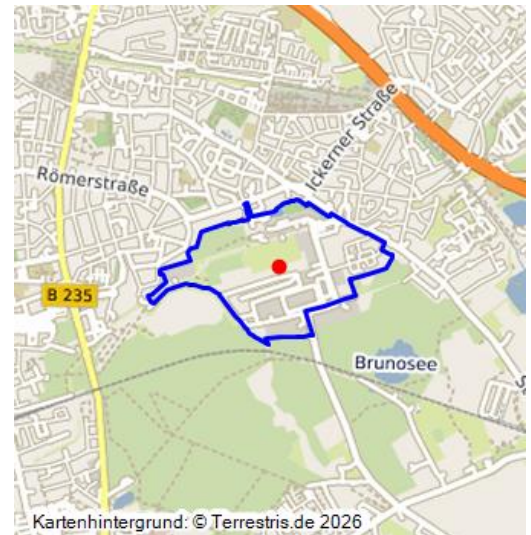 Ickerner Straße
Römerstraße
B 235
Brunosee
Kartenhintergrund: © Terrestris.de 2026